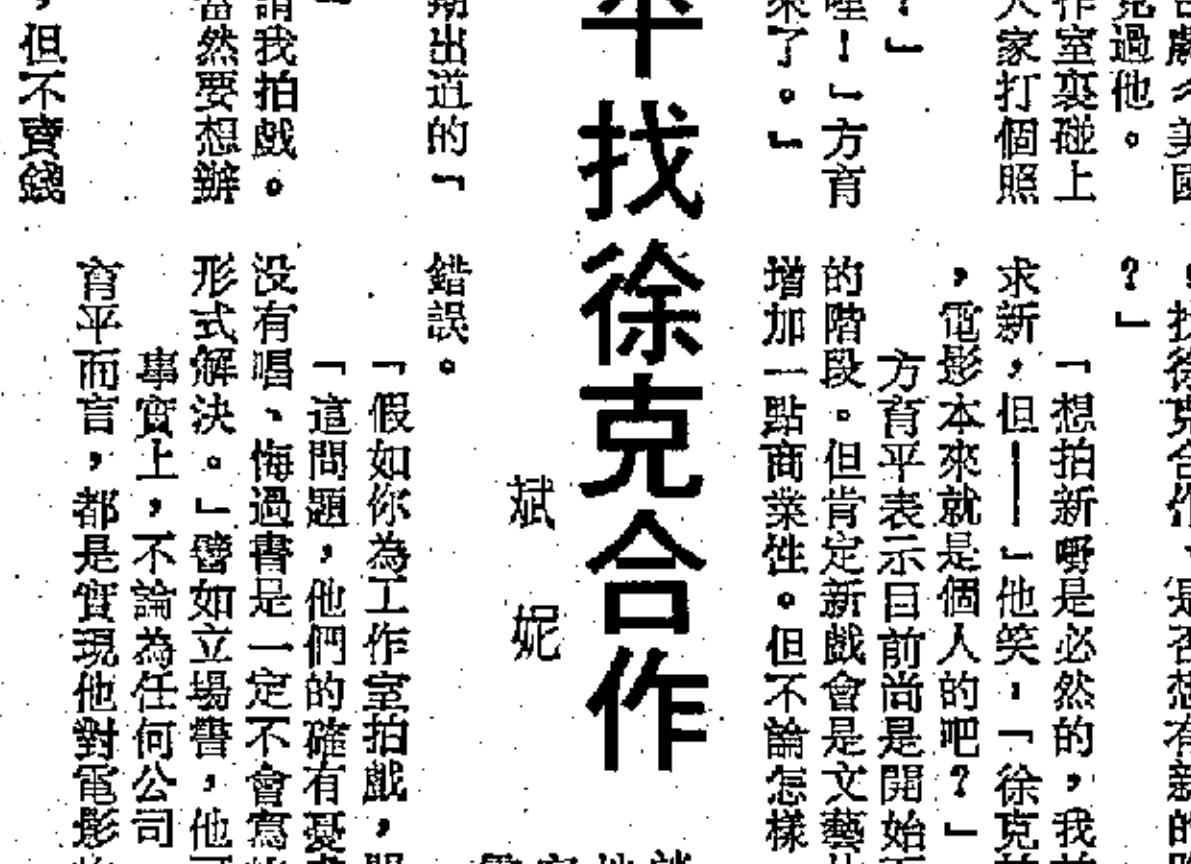 過他。
作室裏碰上
人家打個照
？」
哩！」方育
來了。」
，找徐克合作，是否想有新的
？」
「想拍新嘢是必然的，我
求新，但——」他笑：「徐克
，電影本來就是個人的吧？」
方育平表示目前尚是開始
的階段。但肯定新戲會是文藝
增加一點商業性。但不論怎樣
平找徐克合作
斌妮
期出道的「
請我拍戲。
當然要想辦
，但不賣錢
錯誤。
「假如你為工作室拍戲，
「這問題，他們的確有憂
没有唱、悔過書是一定不會寫
形式解決。」譬如立場，他
事實上，不論為任何公司
育平而言，都是實現他對電影